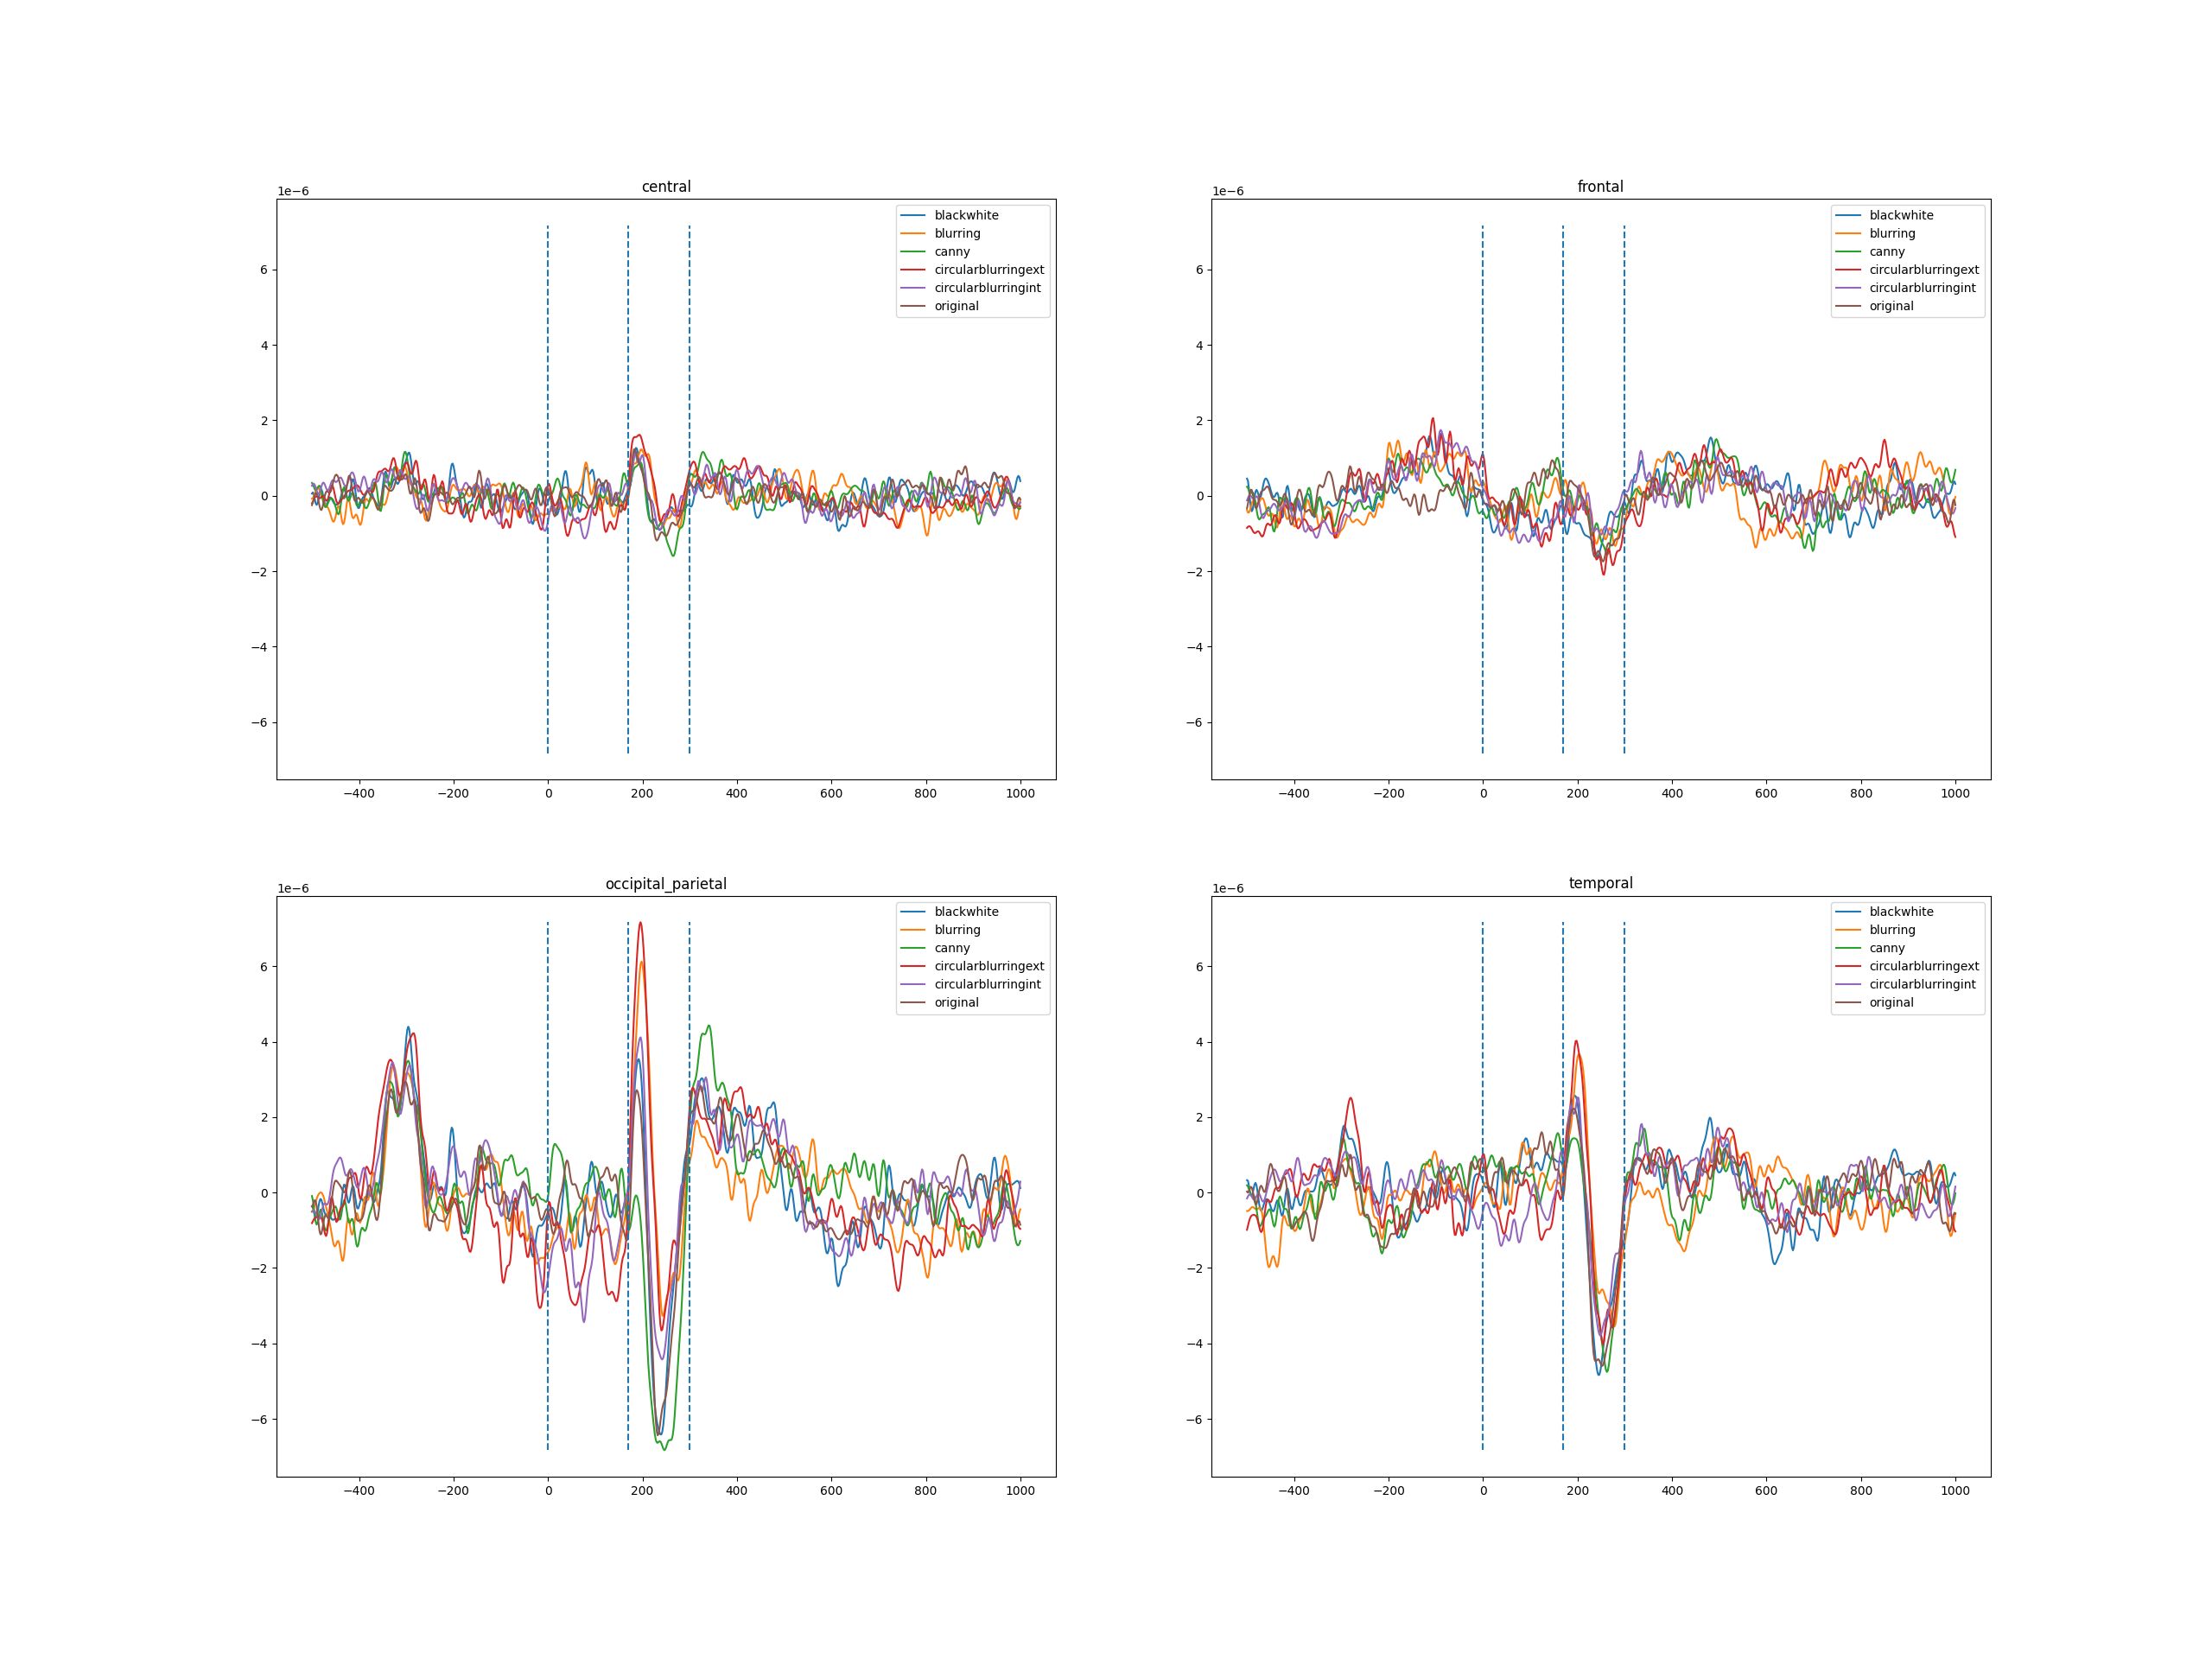 central
1e−6
6
4
2
0
−2
−4
−6
−400 −200 0 200 400 600 800 1000
blackwhite
blurring
canny
circularblurringext
circularblurringint
original
frontal
1e−6
6
4
2
0
−2
−4
−6
−400 −200 0 200 400 600 800 1000
blackwhite
blurring
canny
circularblurringext
circularblurringint
original
occipital_parietal
1e−6
6
4
2
0
−2
−4
−6
−400 −200 0 200 400 600 800 1000
blackwhite
blurring
canny
circularblurringext
circularblurringint
original
temporal
1e−6
6
4
2
0
−2
−4
−6
−400 −200 0 200 400 600 800 1000
blackwhite
blurring
canny
circularblurringext
circularblurringint
original